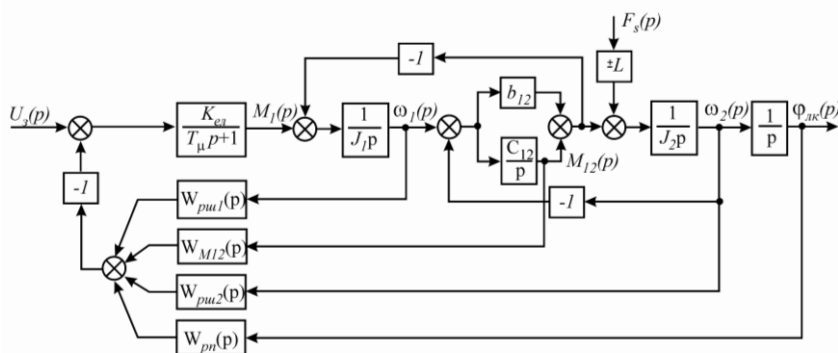 F_s(p)
-1
±L
U_з(p)
K_ел / T_μ p+1
M_1(p)
1 / J_1p
ω_1(p)
b_12
C_12 / p
M_12(p)
1 / J_2p
ω_2(p)
1 / p
φ_лк(p)
-1
-1
W_рш1(p)
W_M12(p)
W_рш2(p)
W_рп(p)